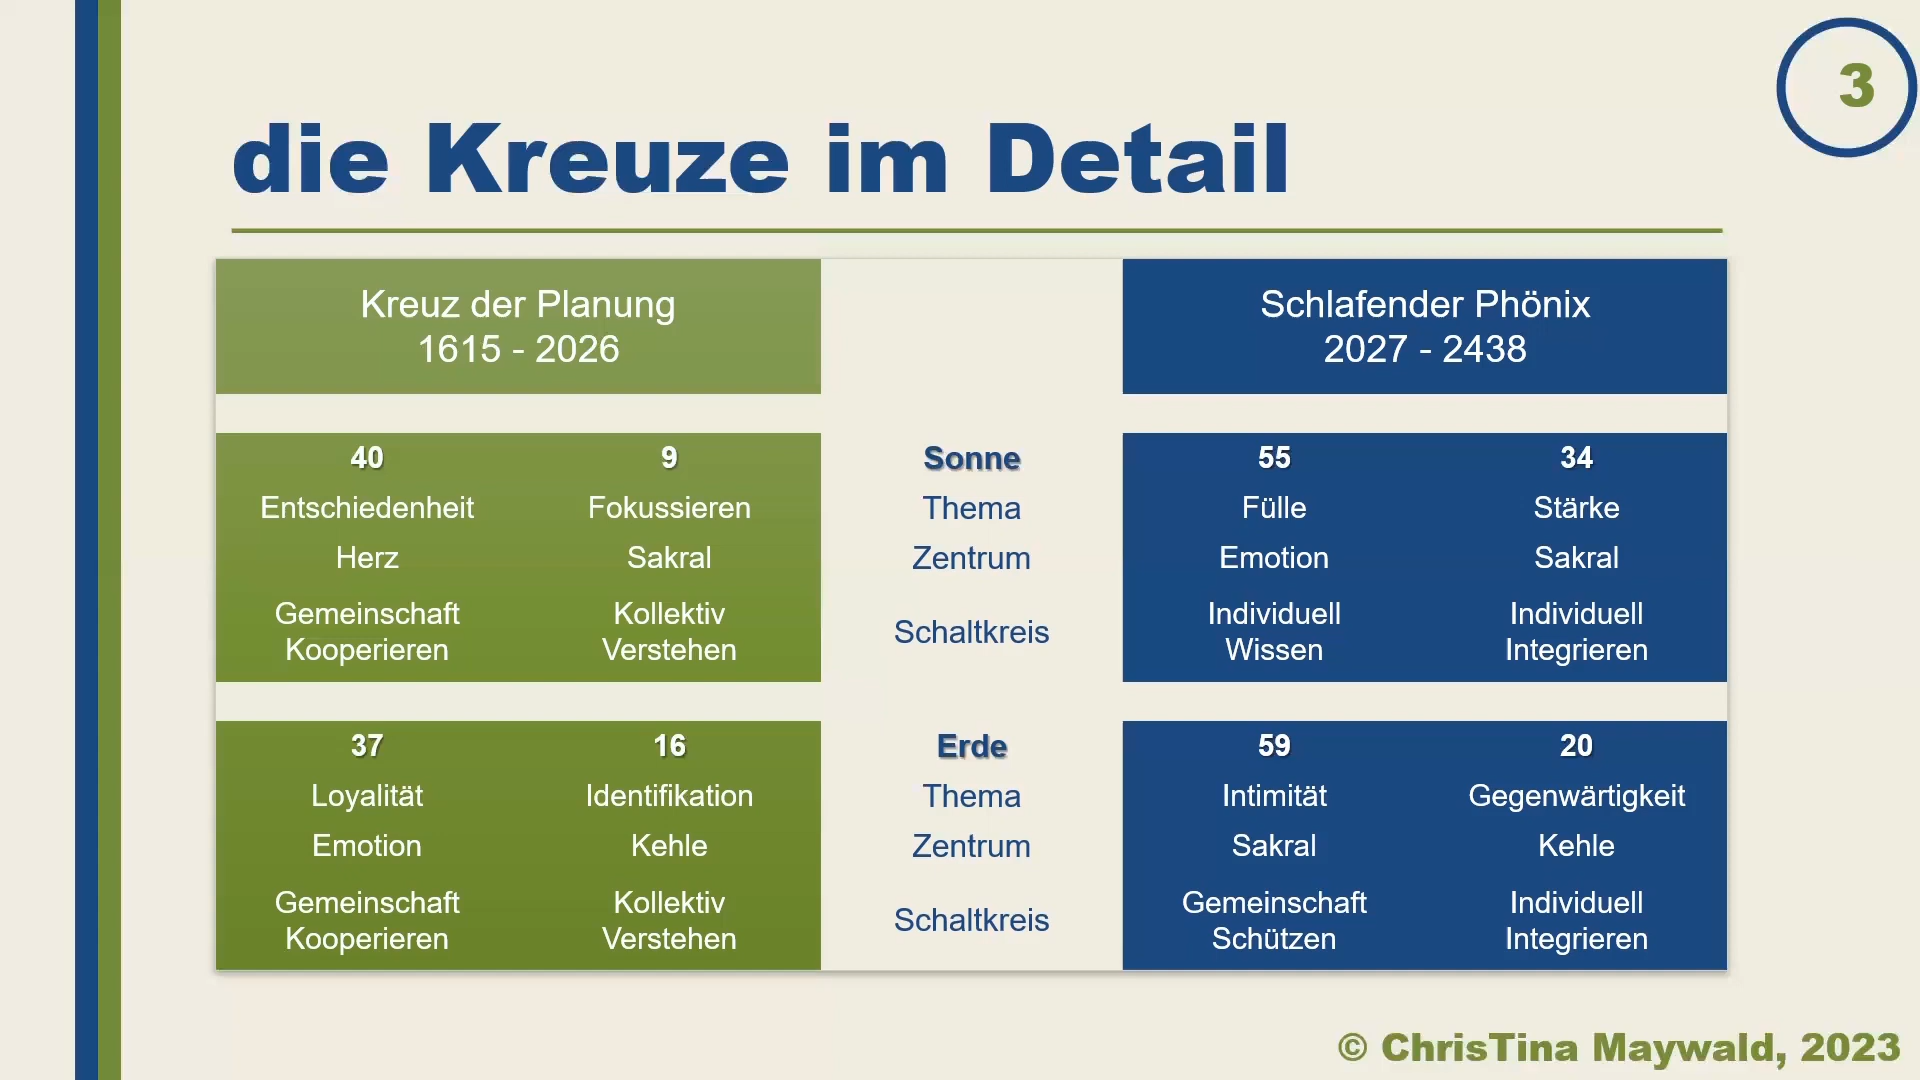 3
die Kreuze im Detail
Kreuz der Planung
1615 - 2026
Schlafender Phönix
2027 - 2438
40 9 Sonne 55 34
Entschiedenheit Fokussieren Thema Fülle Stärke
Herz Sakral Zentrum Emotion Sakral
Gemeinschaft Kollektiv Individuell Individuell
Schaltkreis
Kooperieren Verstehen Wissen Integrieren
37 16 Erde 59 20
Loyalität Identifikation Thema Intimität Gegenwärtigkeit
Emotion Kehle Zentrum Sakral Kehle
Gemeinschaft Kollektiv Gemeinschaft Individuell
Schaltkreis
Kooperieren Verstehen Schützen Integrieren
© ChrisTina Maywald, 2023